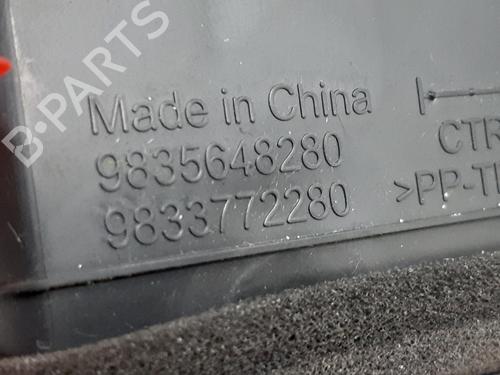 B-PARTS
Made in China
9835648280
9833772280
CTR
>PP-T